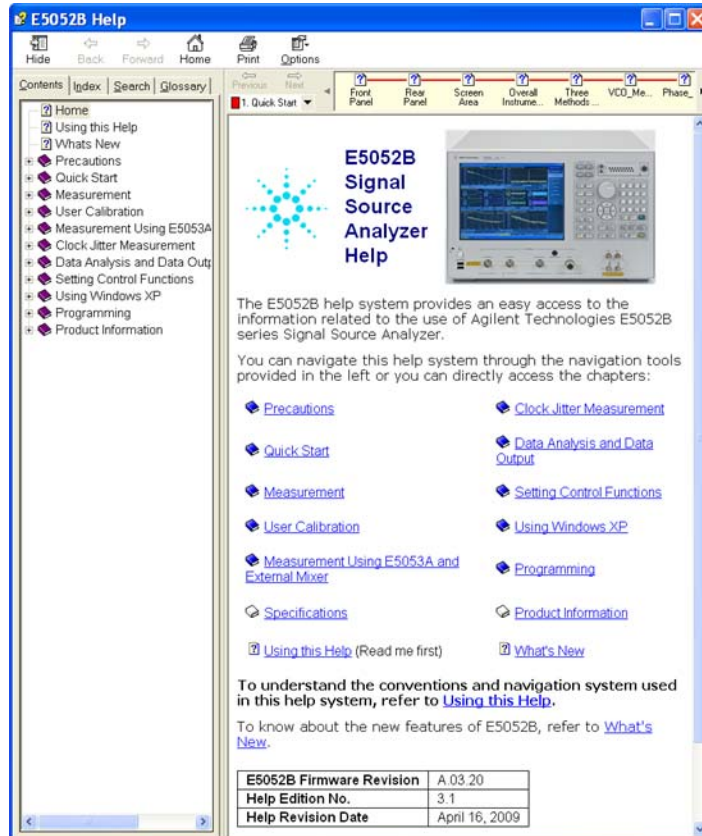 E5052B Help
Hide Back Forward Home Print Options
Contents Index Search Glossary
Home
Using this Help
Whats New
Precautions
Quick Start
Measurement
User Calibration
Measurement Using E5053A
Clock Jitter Measurement
Data Analysis and Data Outp
Setting Control Functions
Using Windows XP
Programming
Product Information
Previous Next
1. Quick Start
Front Panel
Rear Panel
Screen Area
Overall Instrume...
Three Methods ...
VCO_Me...
Phase_
E5052B
Signal
Source
Analyzer
Help
The E5052B help system provides an easy access to the
information related to the use of Agilent Technologies E5052B
series Signal Source Analyzer.
You can navigate this help system through the navigation tools
provided in the left or you can directly access the chapters:
Precautions
Clock Jitter Measurement
Quick Start
Data Analysis and Data
Output
Measurement
Setting Control Functions
User Calibration
Using Windows XP
Measurement Using E5053A and
External Mixer
Programming
Specifications
Product Information
Using this Help (Read me first)
What's New
To understand the conventions and navigation system used
in this help system, refer to Using this Help.
To know about the new features of E5052B, refer to What's
New.
E5052B Firmware Revision A.03.20
Help Edition No. 3.1
Help Revision Date April 16, 2009